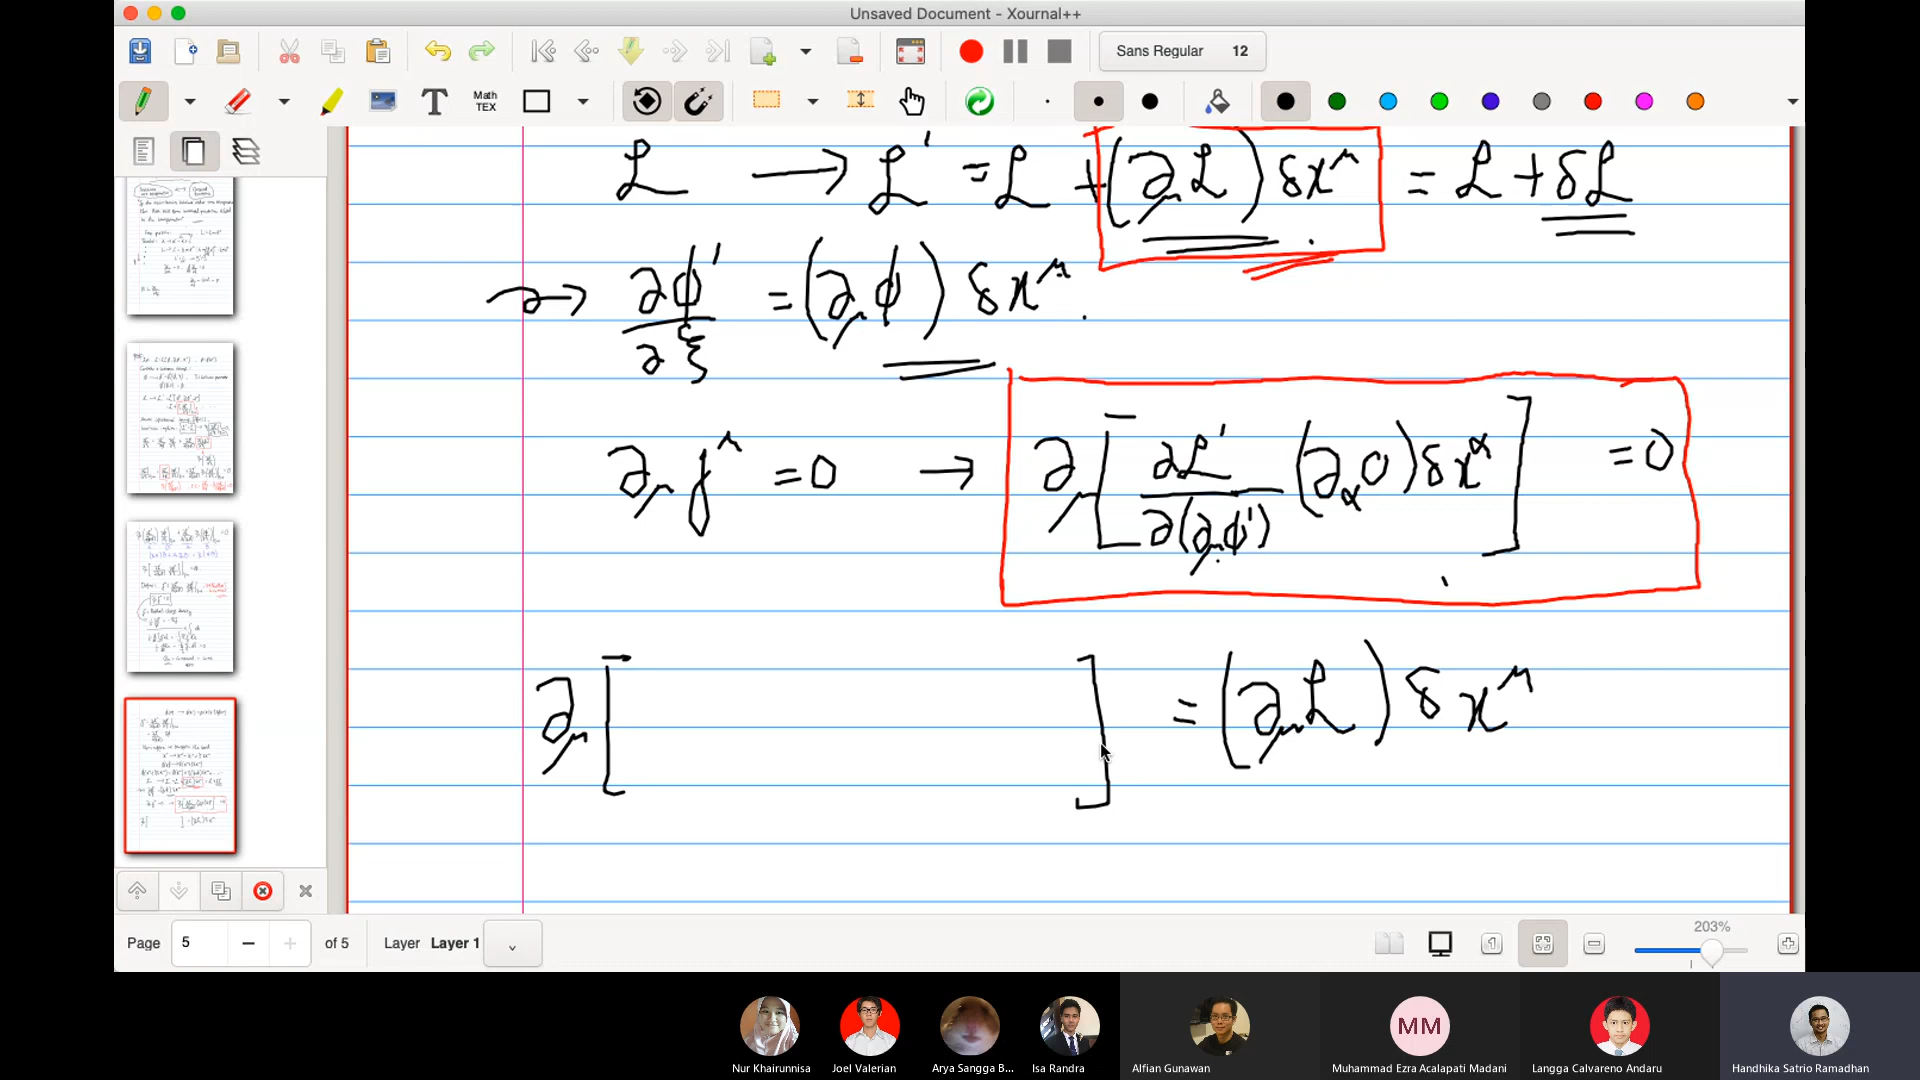 Unsaved Document - Xournal++
Sans Regular 12
Math TEX
ℒ → ℒ' = ℒ + (∂_μ ℒ) δx^μ = ℒ + δℒ
→ ∂φ'/∂ξ = (∂_μ φ) δx^μ.
∂_μ j^μ = 0 → ∂_μ [ ∂ℒ'/∂(∂_μ φ') (∂_α 0) δx^α ] = 0
∂_μ [ ] = (∂_μ ℒ) δx^μ
203%
Page 5 of 5 Layer Layer 1
Nur Khairunnisa
Joel Valerian
Arya Sangga B...
Isa Randra
Alfian Gunawan
MM
Muhammad Ezra Acalapati Madani
Langga Calvareno Andaru
Handhika Satrio Ramadhan